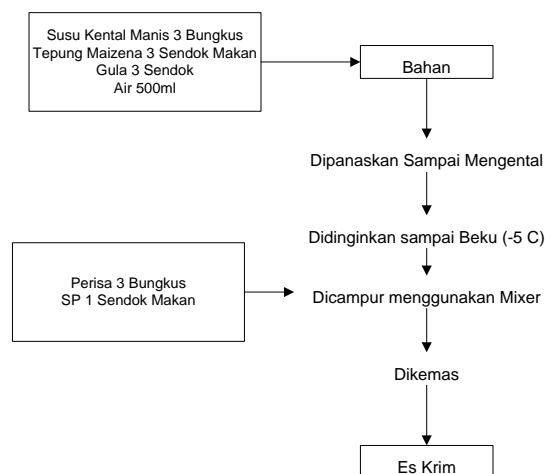 Susu Kental Manis 3 Bungkus
Tepung Maizena 3 Sendok Makan
Gula 3 Sendok
Air 500ml
Bahan
Dipanaskan Sampai Mengental
Didinginkan sampai Beku (-5 C)
Perisa 3 Bungkus
SP 1 Sendok Makan
Dicampur menggunakan Mixer
Dikemas
Es Krim